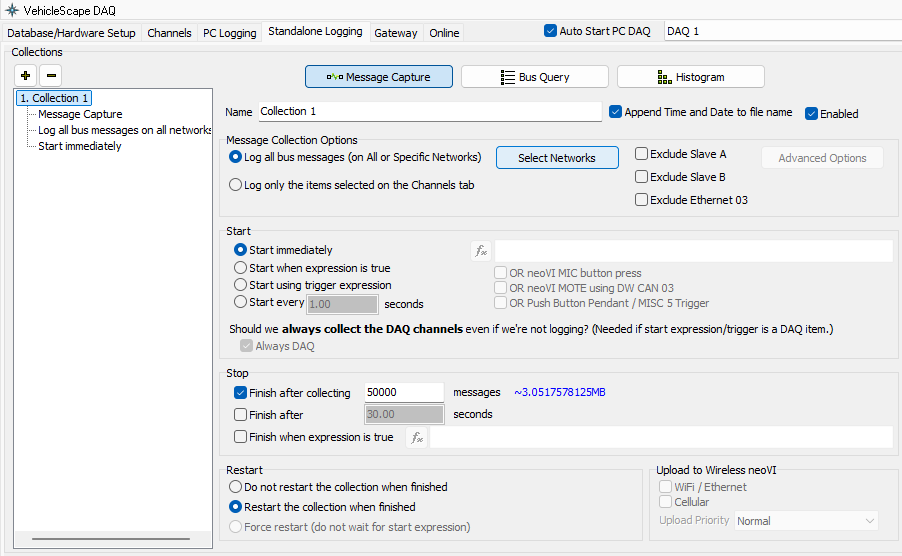 VehicleScape DAQ
Database/Hardware Setup Channels PC Logging Standalone Logging Gateway Online Auto Start PC DAQ DAQ 1
Collections
Message Capture Bus Query Histogram
1. Collection 1
Message Capture
Log all bus messages on all networks
Start immediately
Name Collection 1 Append Time and Date to file name Enabled
Message Collection Options
Log all bus messages (on All or Specific Networks) Select Networks Exclude Slave A Advanced Options
Exclude Slave B
Log only the items selected on the Channels tab
Exclude Ethernet 03
Start
Start immediately fx
Start when expression is true OR neoVI MIC button press
Start using trigger expression OR neoVI MOTE using DW CAN 03
Start every 1.00 seconds OR Push Button Pendant / MISC 5 Trigger
Should we always collect the DAQ channels even if we're not logging? (Needed if start expression/trigger is a DAQ item.)
Always DAQ
Stop
Finish after collecting 50000 messages ~3.0517578125MB
Finish after 30.00 seconds
Finish when expression is true fx
Restart
Do not restart the collection when finished
Restart the collection when finished
Force restart (do not wait for start expression)
Upload to Wireless neoVI
WiFi / Ethernet
Cellular
Upload Priority Normal